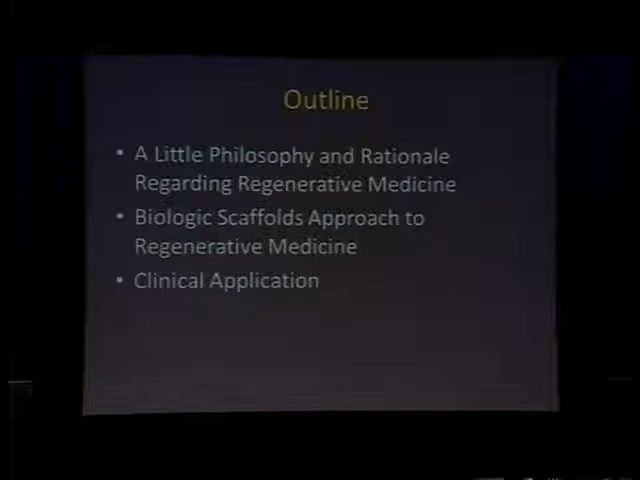 Outline
• A Little Philosophy and Rationale
Regarding Regenerative Medicine
• Biologic Scaffolds Approach to
Regenerative Medicine
• Clinical Application